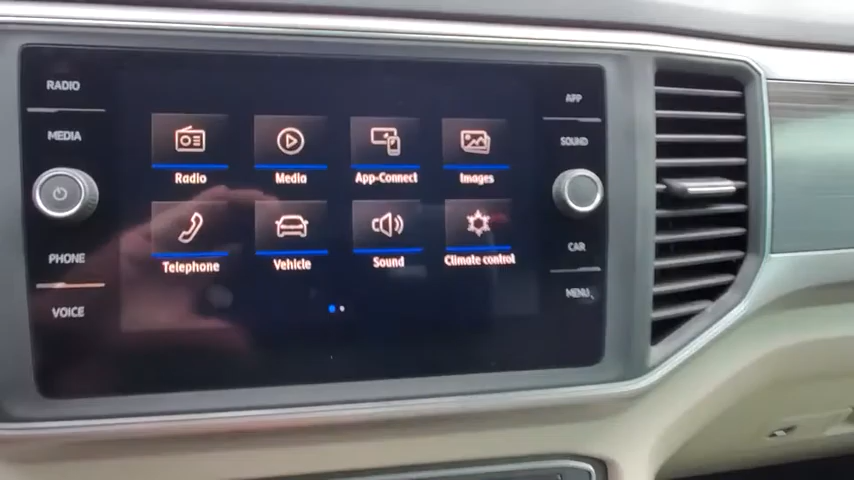 RADIO
MEDIA
PHONE
VOICE
Radio
Media
App-Connect
Images
Telephone
Vehicle
Sound
Climate control
APP
SOUND
CAR
MENU